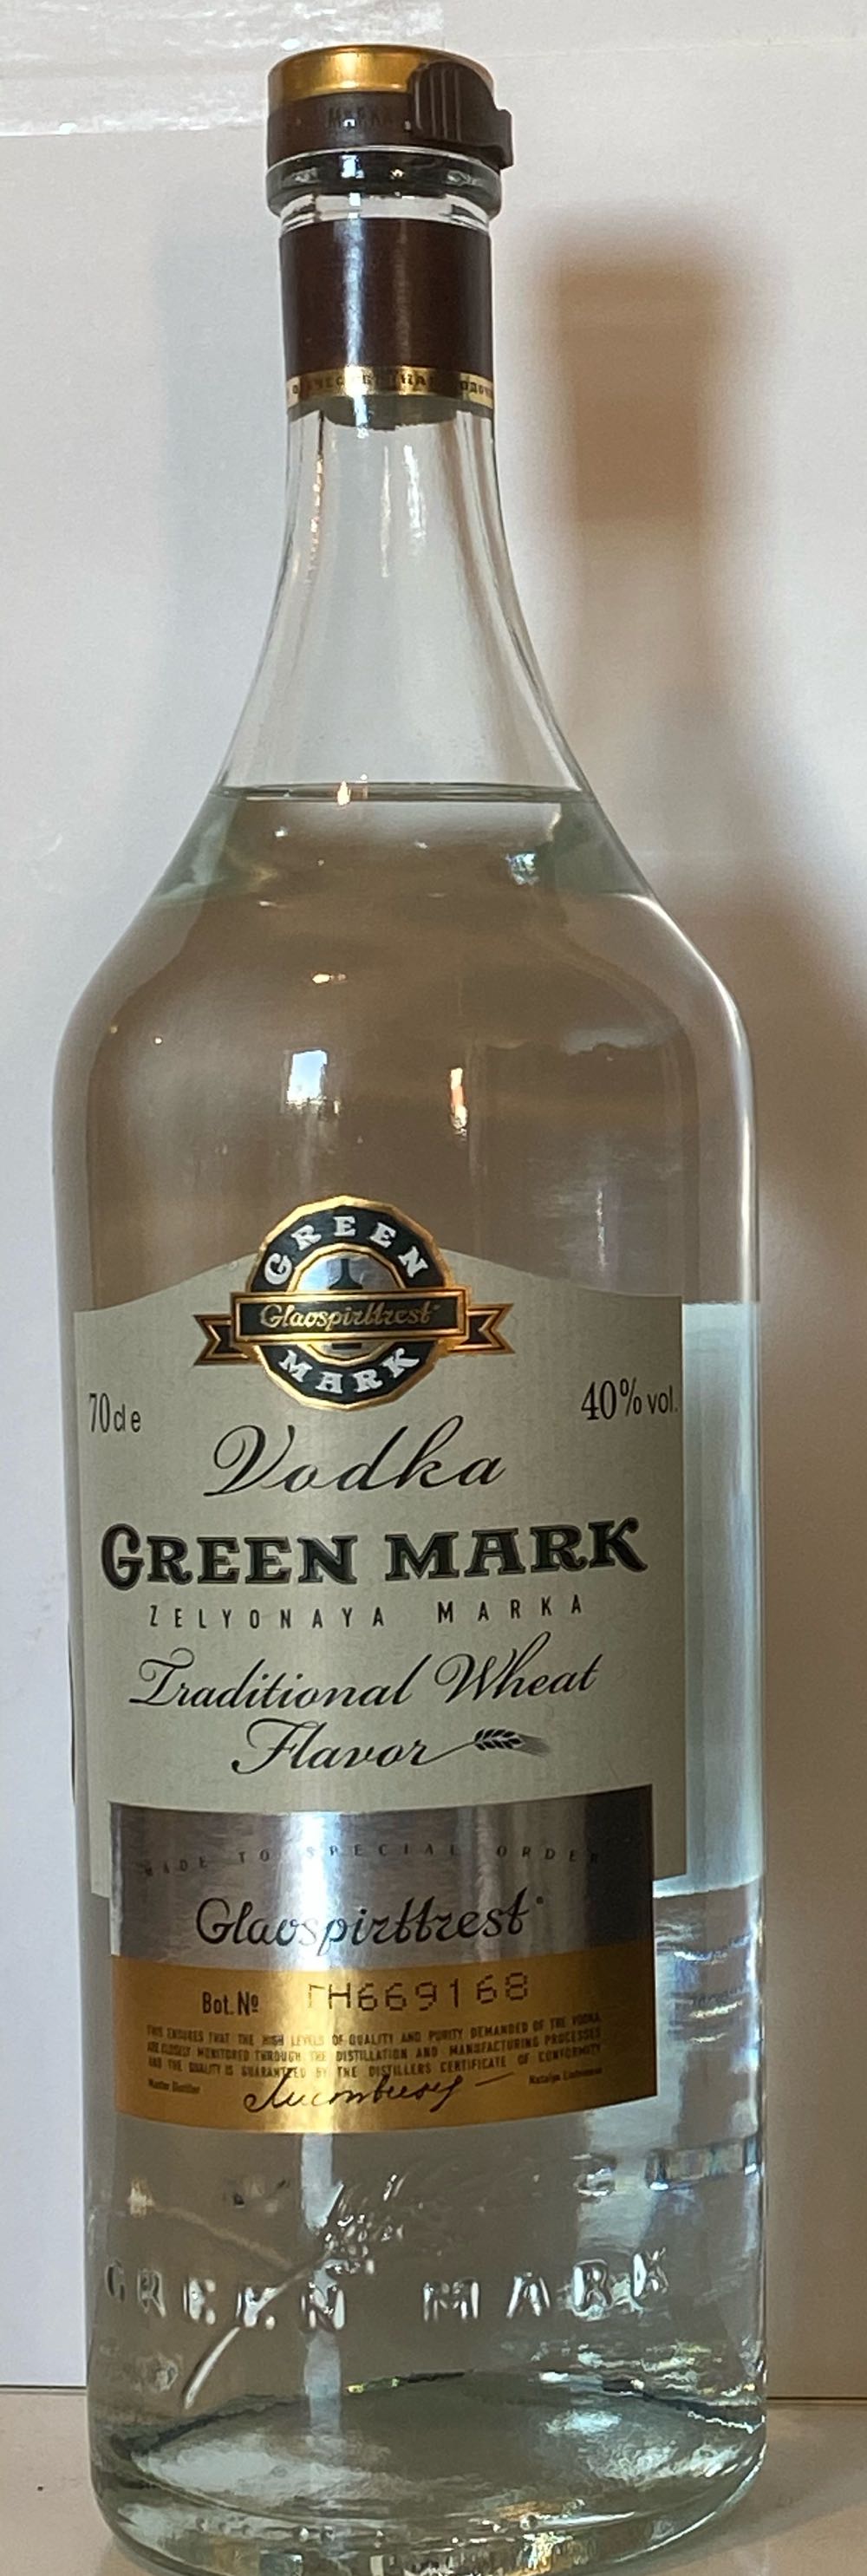 MARK
GREEN
Glavspirttrest
MARK
70cl e
40% vol.
Vodka
GREEN MARK
ZELYONAYA MARKA
Traditional Wheat
Flavor
MADE TO SPECIAL ORDER
Glavspirttrest®
Bot.№ ГН669168
THIS ENSURES THAT THE HIGH LEVELS OF QUALITY AND PURITY DEMANDED OF THE VODKA,
ARE CLOSELY MONITORED THROUGH THE DISTILLATION AND MANUFACTURING PROCESSES
AND THE QUALITY IS GUARANTEED BY THE DISTILLERS CERTIFICATE OF CONFORMITY
Master Distiller
Natalya
GREEN MARK